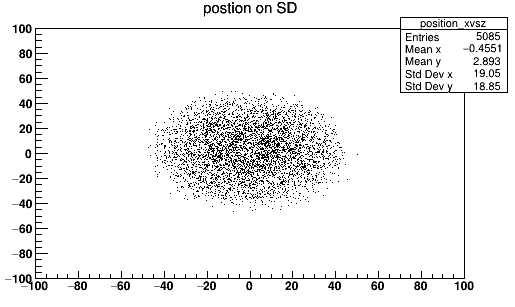 postion on SD
position_xvsz
Entries 5085
Mean x −0.4551
Mean y 2.893
Std Dev x 19.05
Std Dev y 18.85
100
80
60
40
20
0
−20
−40
−60
−80
−100
−100 −80 −60 −40 −20 0 20 40 60 80 100